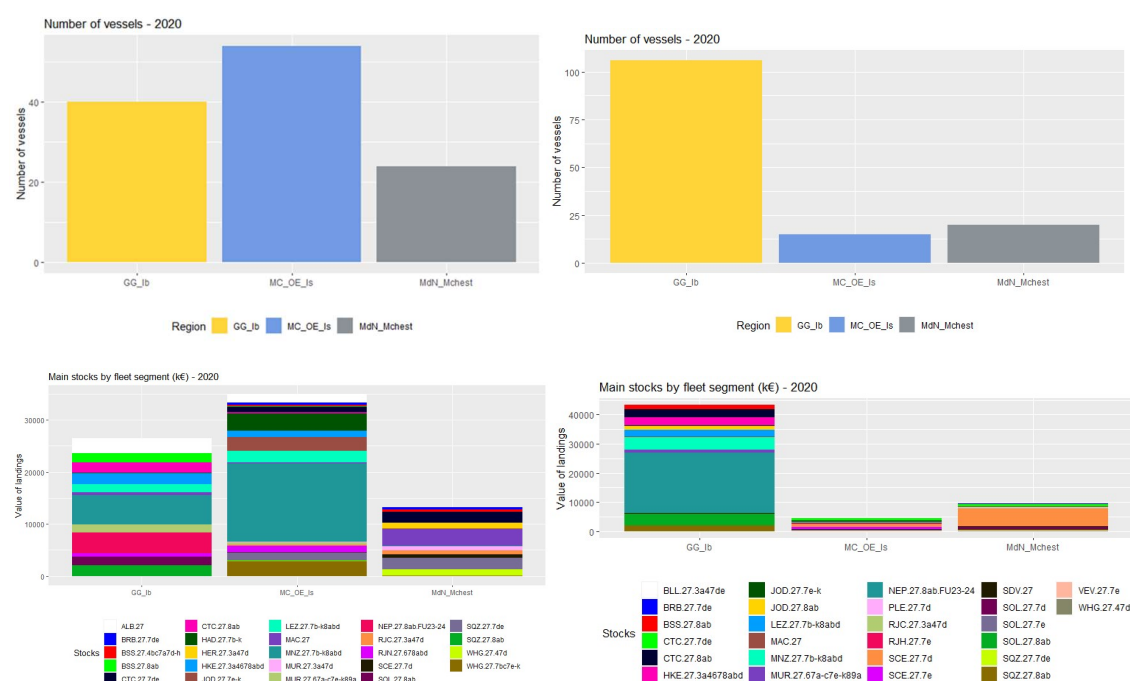 Number of vessels - 2020
Number of vessels
40
20
0
GG_lb
MC_OE_Is
MdN_Mchest
Region GG_lb MC_OE_Is MdN_Mchest
Number of vessels - 2020
Number of vessels
100
75
50
25
0
GG_lb
MC_OE_Is
MdN_Mchest
Region GG_lb MC_OE_Is MdN_Mchest
Main stocks by fleet segment (k€) - 2020
Value of landings
30000
20000
10000
0
GG_lb
MC_OE_Is
MdN_Mchest
Stocks
ALB.27 CTC.27.8ab LEZ.27.7b-k8abd NEP.27.8ab.FU23-24 SQZ.27.7de
BRB.27.7de HAD.27.7b-k MAC.27 RJC.27.3a47d SQZ.27.8ab
BSS.27.4bc7a7d-h HER.27.3a47d MNZ.27.7b-k8abd RJN.27.678abd WHG.27.47d
BSS.27.8ab HKE.27.3a4678abd MUR.27.3a47d SCE.27.7d WHG.27.7bc7e-k
CTC.27.7de JOD.27.7e-k MUR.27.67a-c7e-k89a SOL.27.8ab
Main stocks by fleet segment (k€) - 2020
Value of landings
40000
30000
20000
10000
0
GG_lb
MC_OE_Is
MdN_Mchest
Stocks
BLL.27.3a47de JOD.27.7e-k NEP.27.8ab.FU23-24 SDV.27 VEV.27.7e
BRB.27.7de JOD.27.8ab PLE.27.7d SOL.27.7d WHG.27.47d
BSS.27.8ab LEZ.27.7b-k8abd RJC.27.3a47d SOL.27.7e
CTC.27.7de MAC.27 RJH.27.7e SOL.27.8ab
CTC.27.8ab MNZ.27.7b-k8abd SCE.27.7d SQZ.27.7de
HKE.27.3a4678abd MUR.27.67a-c7e-k89a SCE.27.7e SQZ.27.8ab